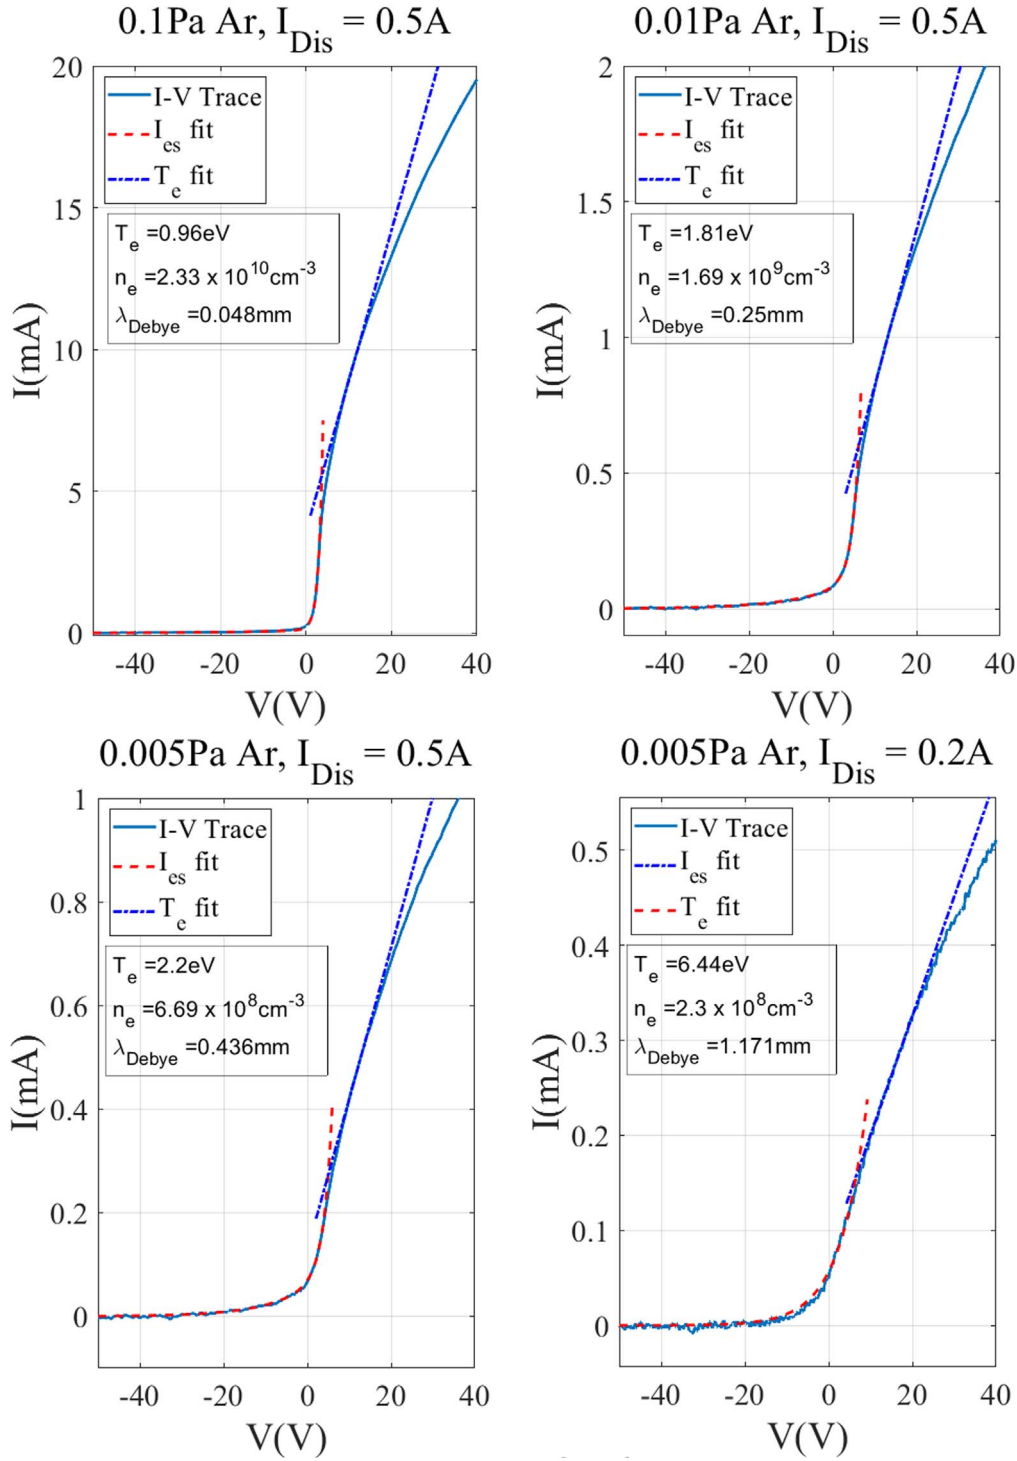 0.1Pa Ar, I_Dis = 0.5A
20
15
10
5
0
I(mA)
I-V Trace
I_es fit
T_e fit
T_e =0.96eV
n_e =2.33 x 10^10cm^-3
λ_Debye =0.048mm
-40 -20 0 20 40
V(V)
0.01Pa Ar, I_Dis = 0.5A
2
1.5
1
0.5
0
I(mA)
I-V Trace
I_es fit
T_e fit
T_e =1.81eV
n_e =1.69 x 10^9cm^-3
λ_Debye =0.25mm
-40 -20 0 20 40
V(V)
0.005Pa Ar, I_Dis = 0.5A
1
0.8
0.6
0.4
0.2
0
I(mA)
I-V Trace
I_es fit
T_e fit
T_e =2.2eV
n_e =6.69 x 10^8cm^-3
λ_Debye =0.436mm
-40 -20 0 20 40
V(V)
0.005Pa Ar, I_Dis = 0.2A
0.5
0.4
0.3
0.2
0.1
0
I(mA)
I-V Trace
I_es fit
T_e fit
T_e =6.44eV
n_e =2.3 x 10^8cm^-3
λ_Debye =1.171mm
-40 -20 0 20 40
V(V)